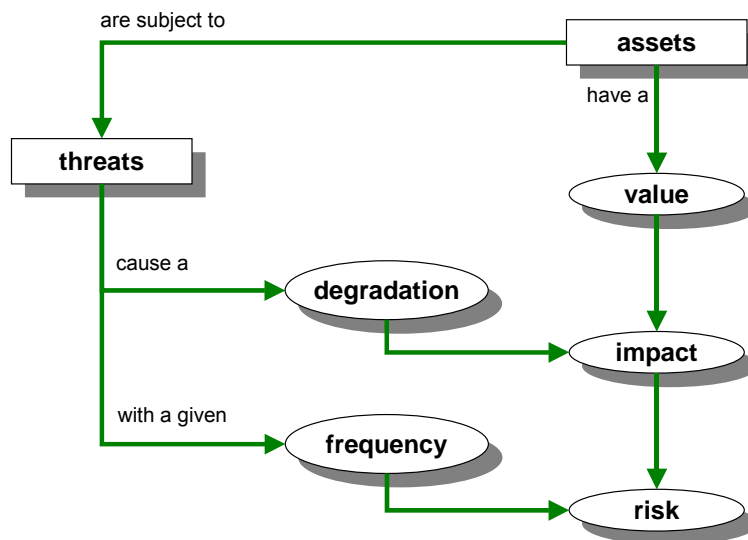 are subject to
assets
have a
threats
value
cause a
degradation
impact
with a given
frequency
risk